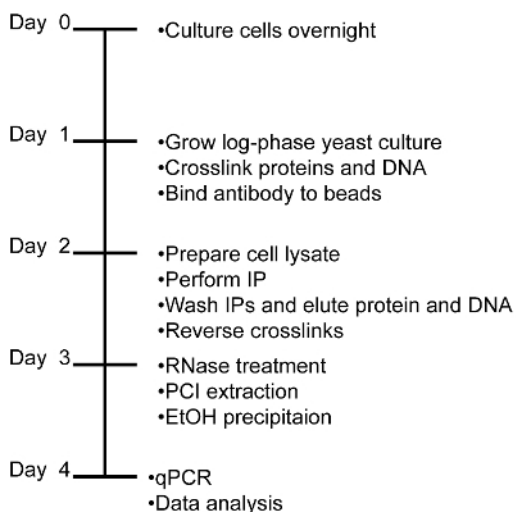 Day 0
•Culture cells overnight
Day 1
•Grow log-phase yeast culture
•Crosslink proteins and DNA
•Bind antibody to beads
Day 2
•Prepare cell lysate
•Perform IP
•Wash IPs and elute protein and DNA
•Reverse crosslinks
Day 3
•RNase treatment
•PCI extraction
•EtOH precipitaion
Day 4
•qPCR
•Data analysis